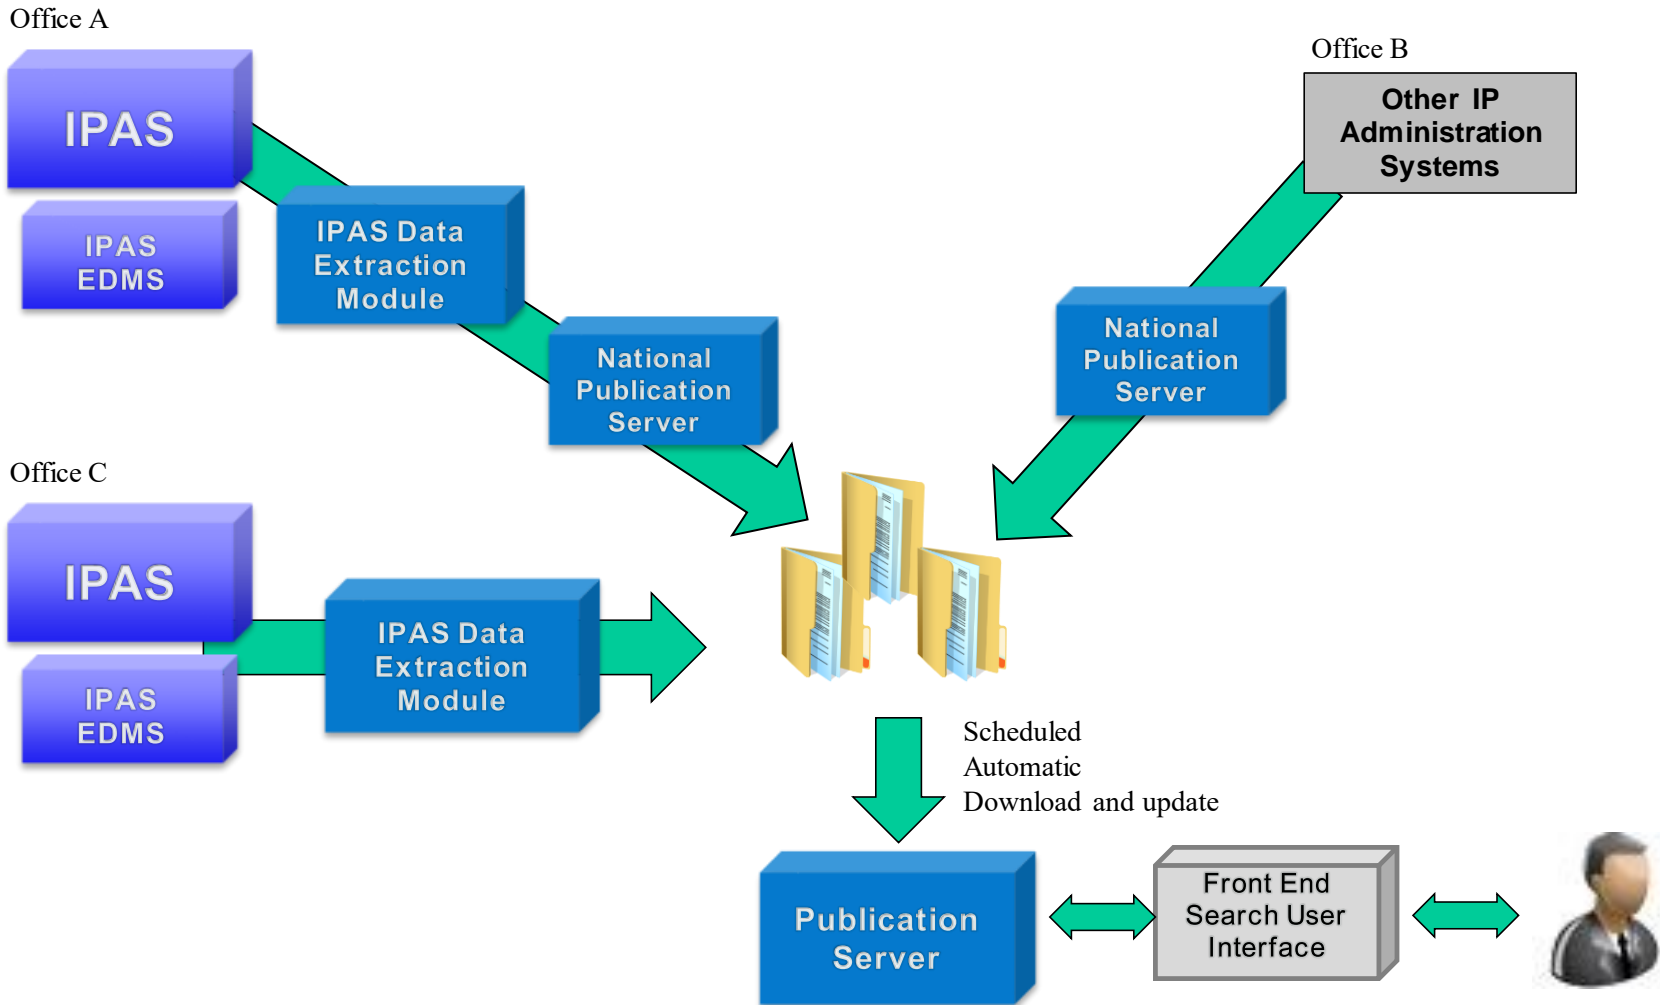 Office A
IPAS
IPAS
EDMS
IPAS Data
Extraction
Module
National
Publication
Server
Office B
Other IP
Administration
Systems
National
Publication
Server
Office C
IPAS
IPAS
EDMS
IPAS Data
Extraction
Module
Scheduled
Automatic
Download and update
Publication
Server
Front End
Search User
Interface